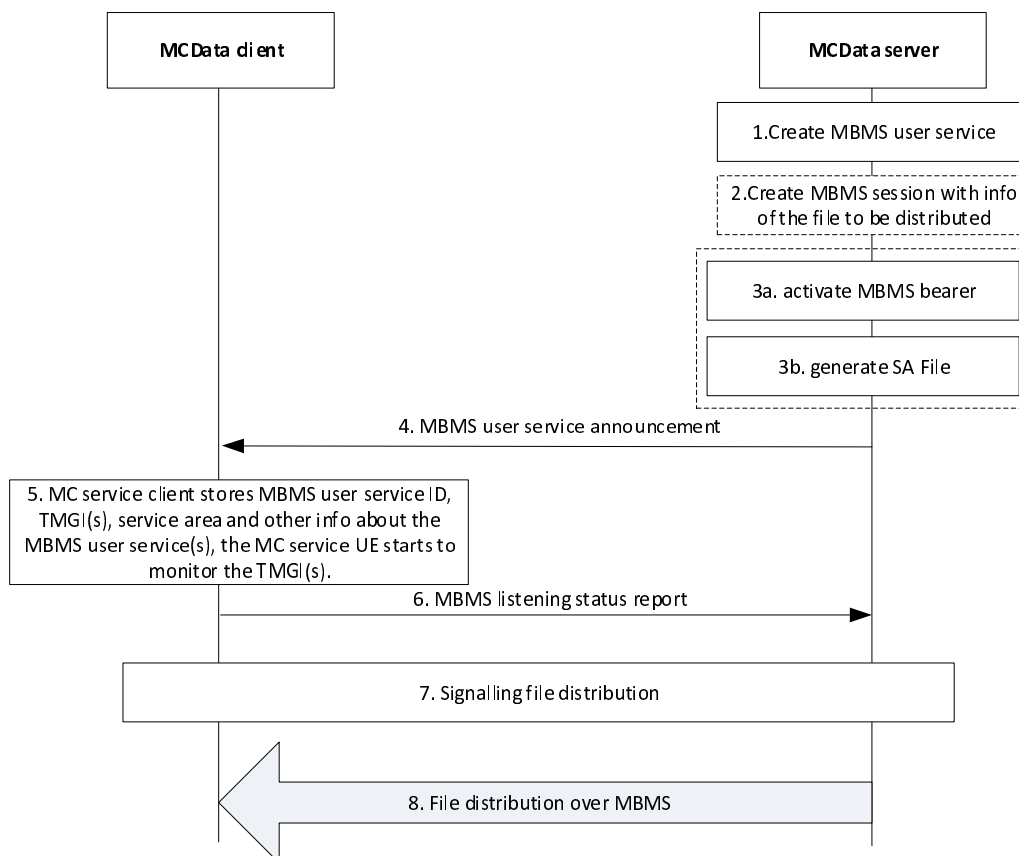 MCData client
MCData server
1.Create MBMS user service
2.Create MBMS session with info
of the file to be distributed
3a. activate MBMS bearer
3b. generate SA File
4. MBMS user service announcement
5. MC service client stores MBMS user service ID,
TMGI(s), service area and other info about the
MBMS user service(s), the MC service UE starts to
monitor the TMGI(s).
6. MBMS listening status report
7. Signalling file distribution
8. File distribution over MBMS